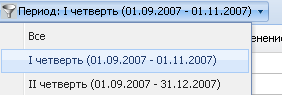 Период: I четверть (01.09.2007 - 01.11.2007)
Все
I четверть (01.09.2007 - 01.11.2007)
II четверть (01.09.2007 - 31.12.2007)